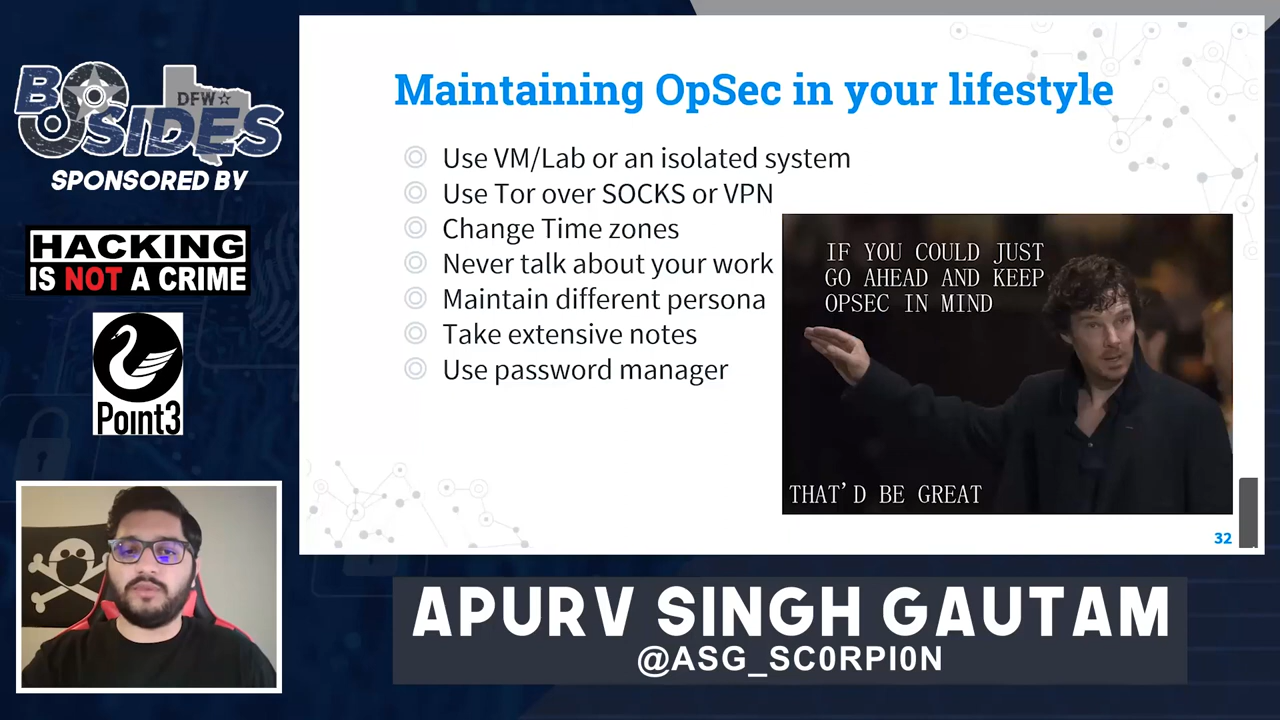 BSIDES
DFW
SPONSORED BY
HACKING
IS NOT A CRIME
Point3
Maintaining OpSec in your lifestyle
Use VM/Lab or an isolated system
Use Tor over SOCKS or VPN
Change Time zones
Never talk about your work
Maintain different persona
Take extensive notes
Use password manager
IF YOU COULD JUST
GO AHEAD AND KEEP
OPSEC IN MIND
THAT'D BE GREAT
32
APURV SINGH GAUTAM
@ASG_SC0RPI0N